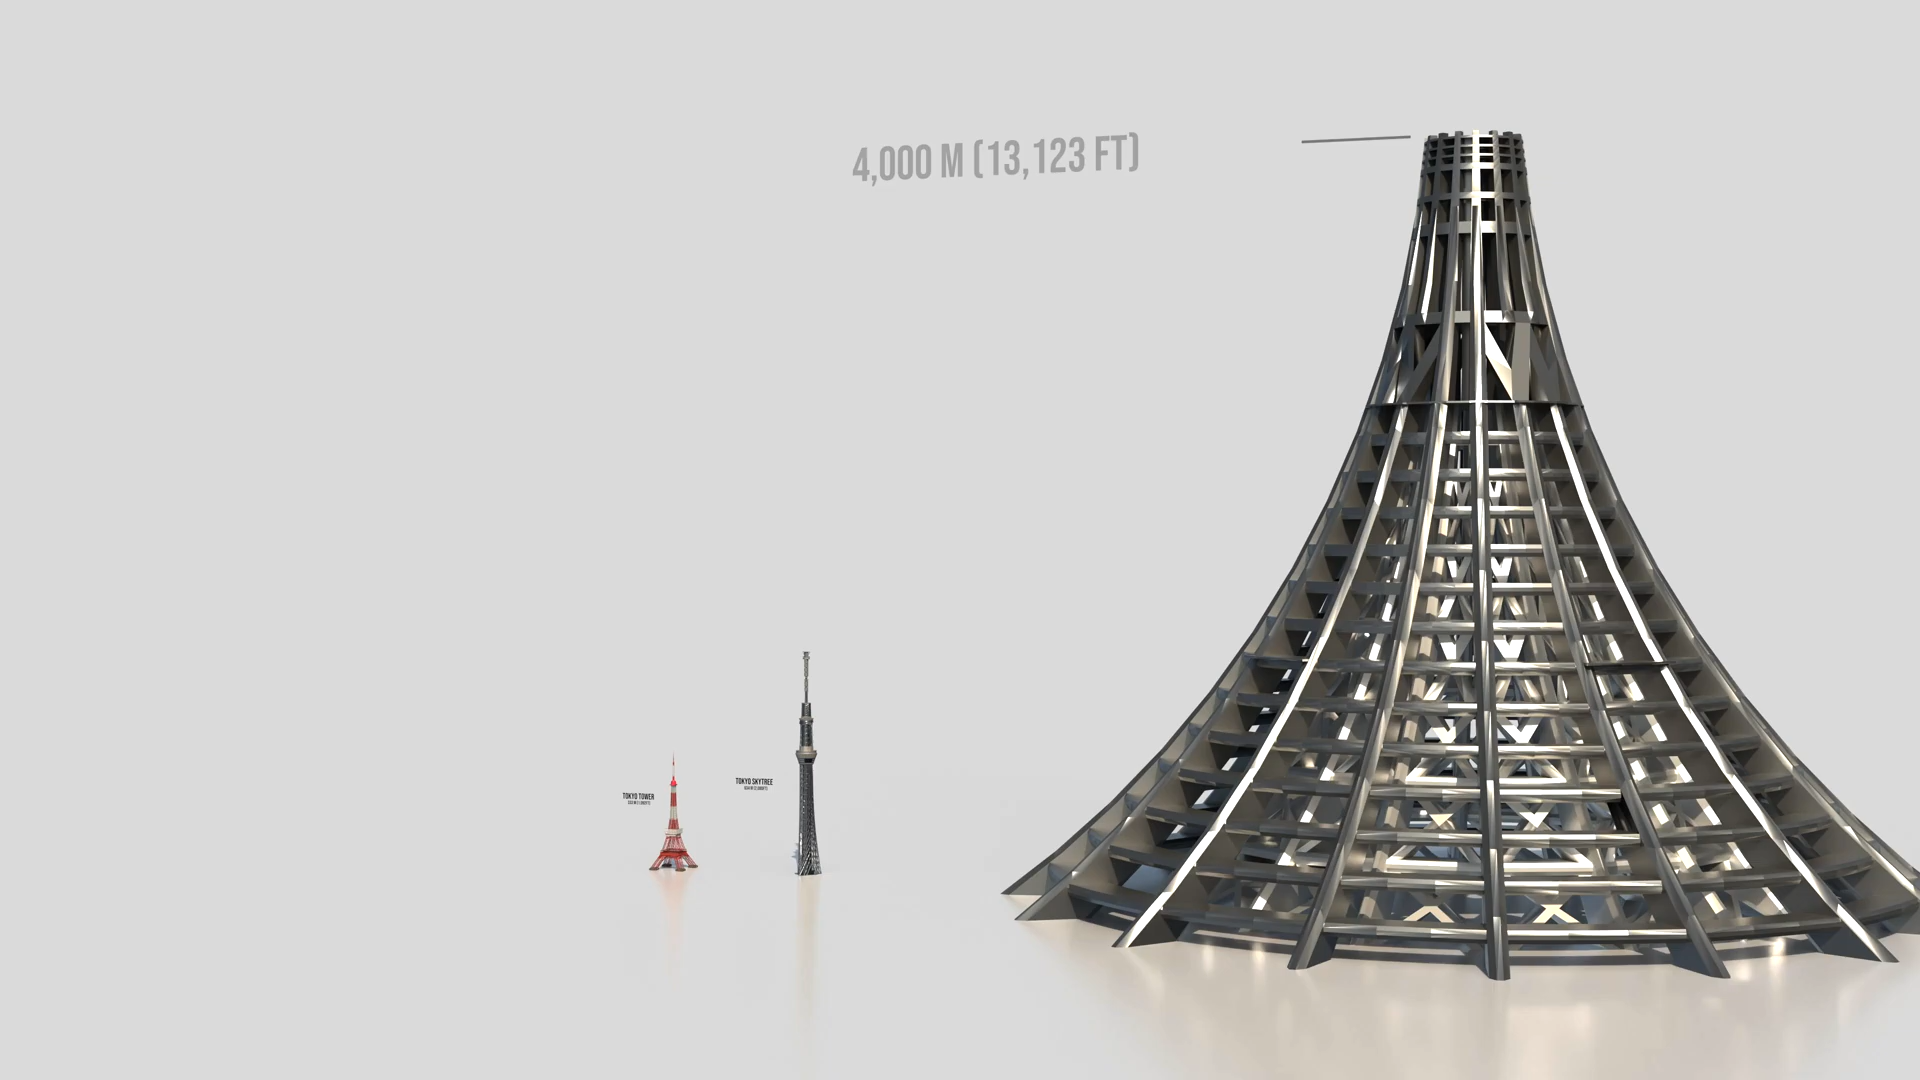 4,000 M (13,123 FT)
TOKYO SKYTREE
TOKYO TOWER